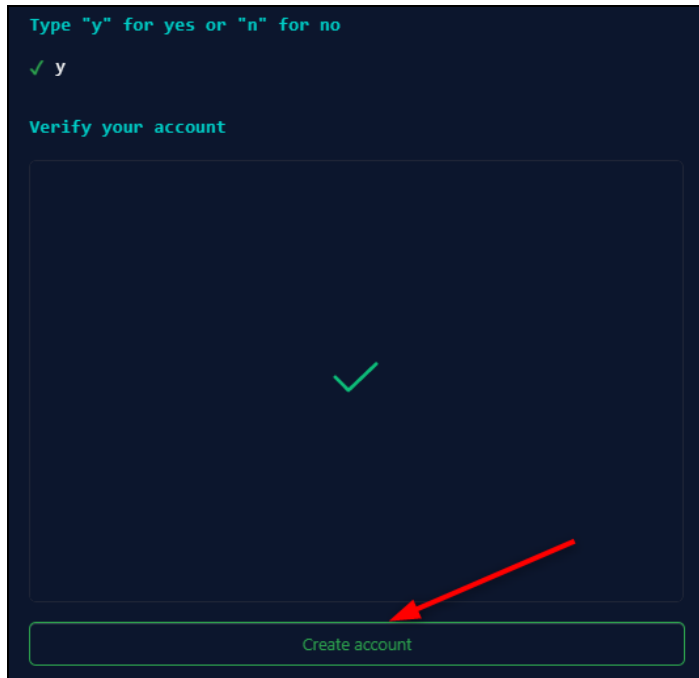 Type "y" for yes or "n" for no
✓ y
Verify your account
Create account